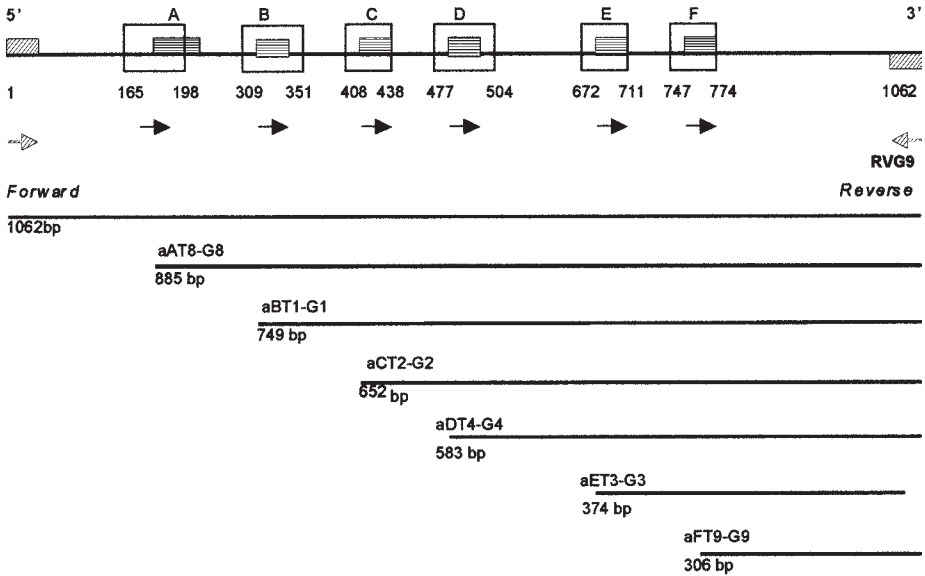 5' A B C D E F 3'
1 165 198 309 351 408 438 477 504 672 711 747 774 1062
RVG9
Forward Reverse
1062bp
aAT8-G8
885 bp
aBT1-G1
749 bp
aCT2-G2
652 bp
aDT4-G4
583 bp
aET3-G3
374 bp
aFT9-G9
306 bp